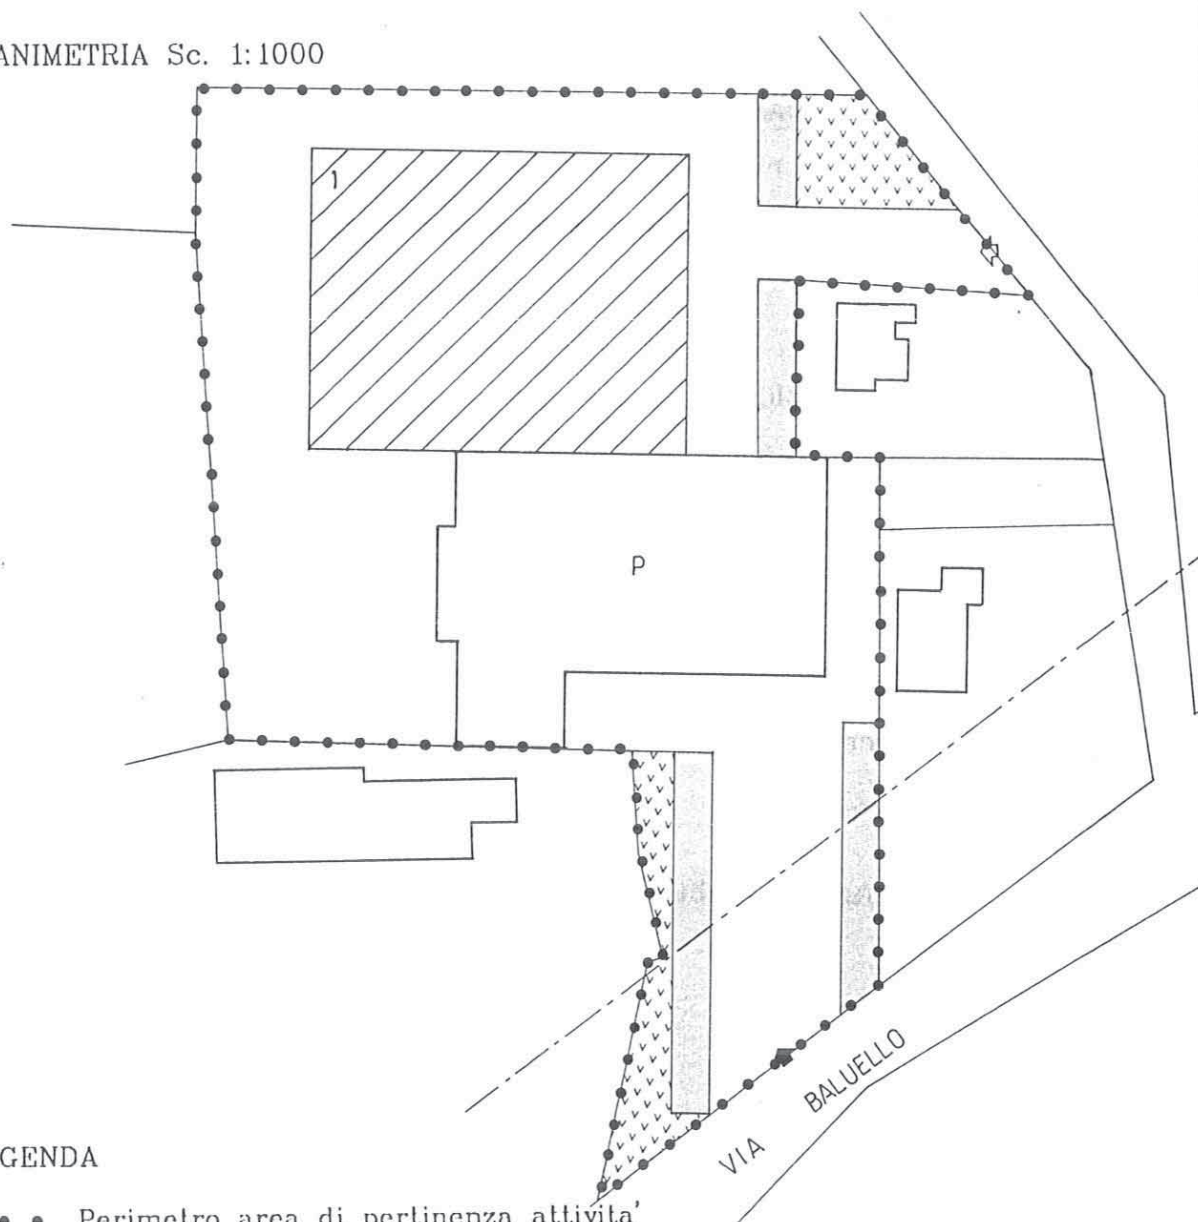 ANIMETRIA Sc. 1:1000
1
P
VIA BALUELLO
GENDA
Perimetro area di pertinenza attivita'